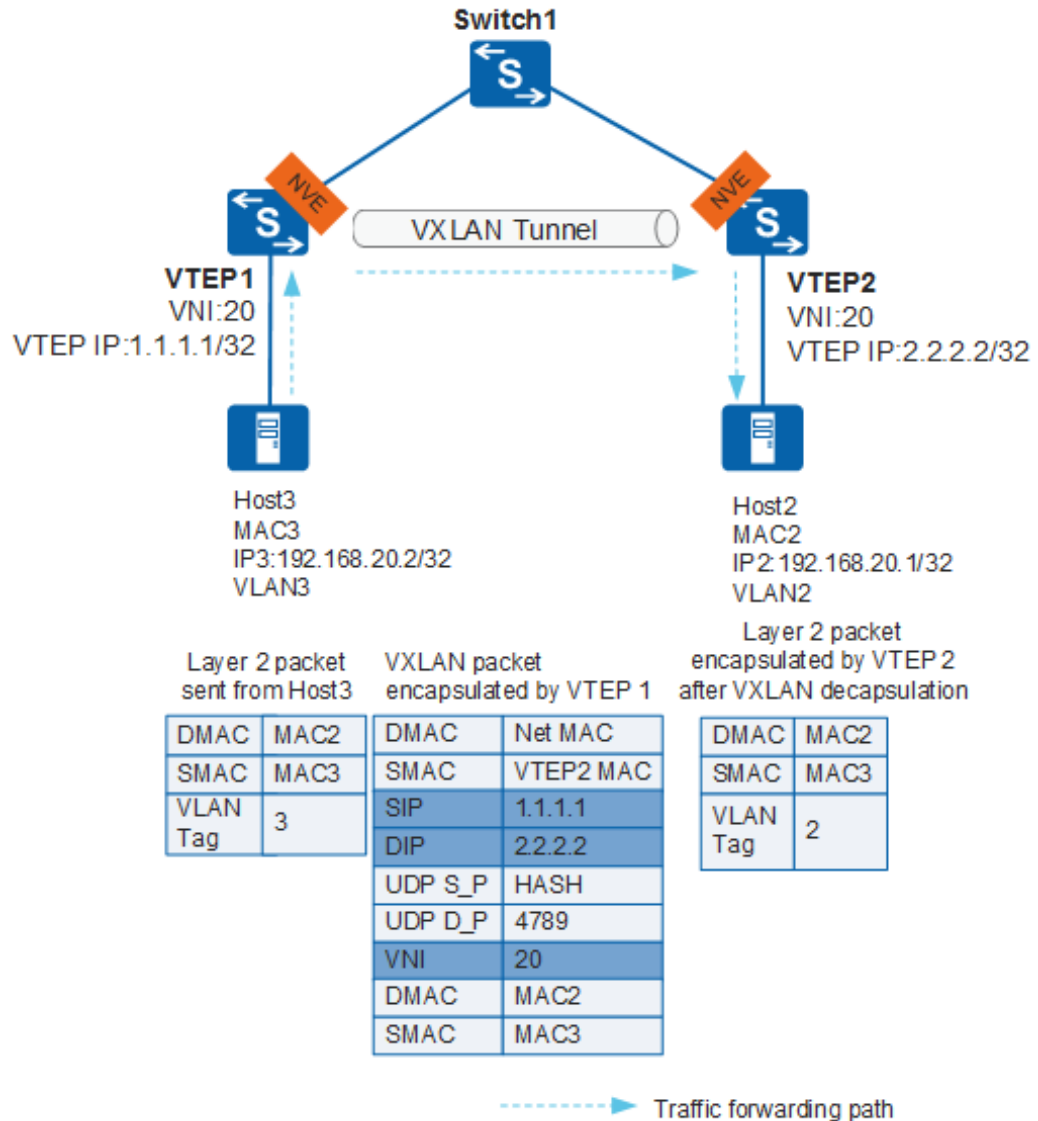 Switch1
S
NVE
NVE
S
VXLAN Tunnel
S
VTEP1
VNI:20
VTEP IP:1.1.1.1/32
VTEP2
VNI:20
VTEP IP:2.2.2.2/32
Host3
MAC3
IP3:192.168.20.2/32
VLAN3
Host2
MAC2
IP2:192.168.20.1/32
VLAN2
Layer 2 packet
sent from Host3
DMAC MAC2
SMAC MAC3
VLAN Tag 3
VXLAN packet
encapsulated by VTEP 1
DMAC Net MAC
SMAC VTEP2 MAC
SIP 1.1.1.1
DIP 2.2.2.2
UDP S_P HASH
UDP D_P 4789
VNI 20
DMAC MAC2
SMAC MAC3
Layer 2 packet
encapsulated by VTEP 2
after VXLAN decapsulation
DMAC MAC2
SMAC MAC3
VLAN Tag 2
Traffic forwarding path